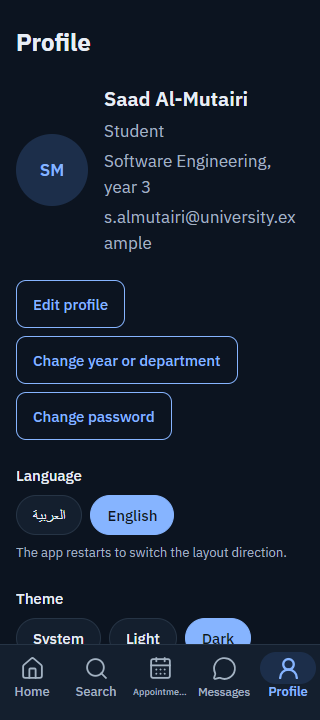 Profile
Saad Al-Mutairi
Student
Software Engineering,
year 3
SM
s.almutairi@university.ex
ample
Edit profile
Change year or department
Change password
Language
العربية
English
The app restarts to switch the layout direction.
Theme
System
Light
Dark
Home
Search
Appointme...
Messages
Profile